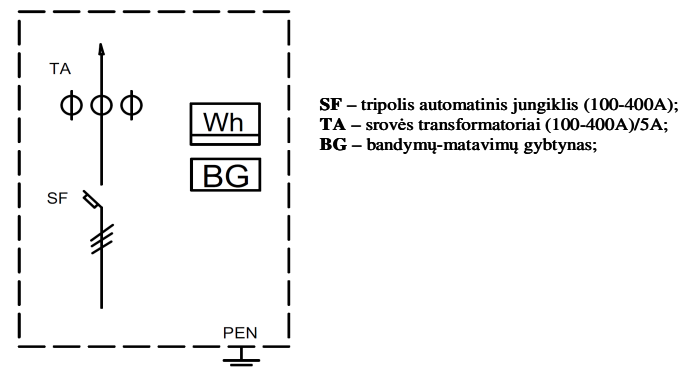 TA
Wh
BG
SF
PEN
SF – tripolis automatinis jungiklis (100-400A);
TA – srovės transformatoriai (100-400A)/5A;
BG – bandymų-matavimų gybtynas;